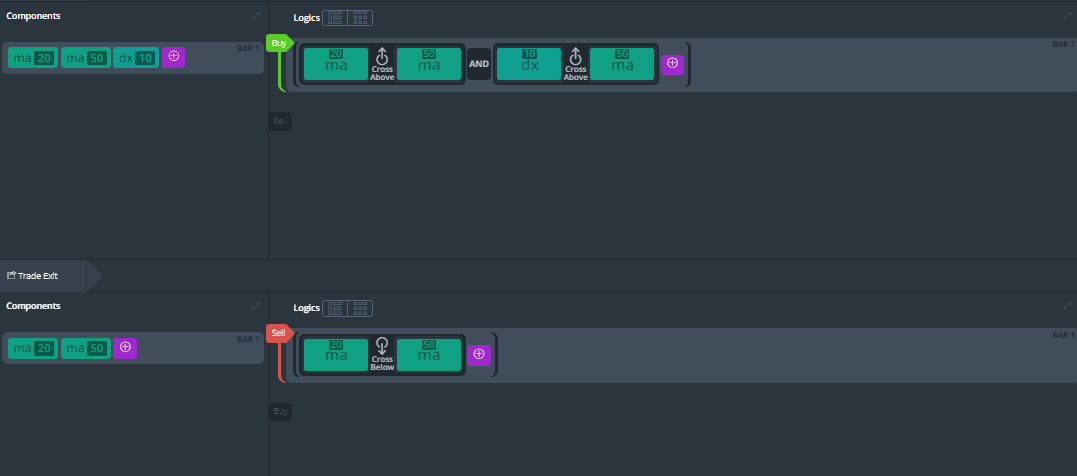 Components
Logics
ma 20 ma 50 dx 10 BAR 1
Buy
20 ma Cross Above 50 ma AND 10 dx Cross Above 50 ma BAR 1
Sell
Trade Exit
Components
Logics
ma 20 ma 50 BAR 1
Sell
20 ma Cross Below 50 ma BAR 1
Buy